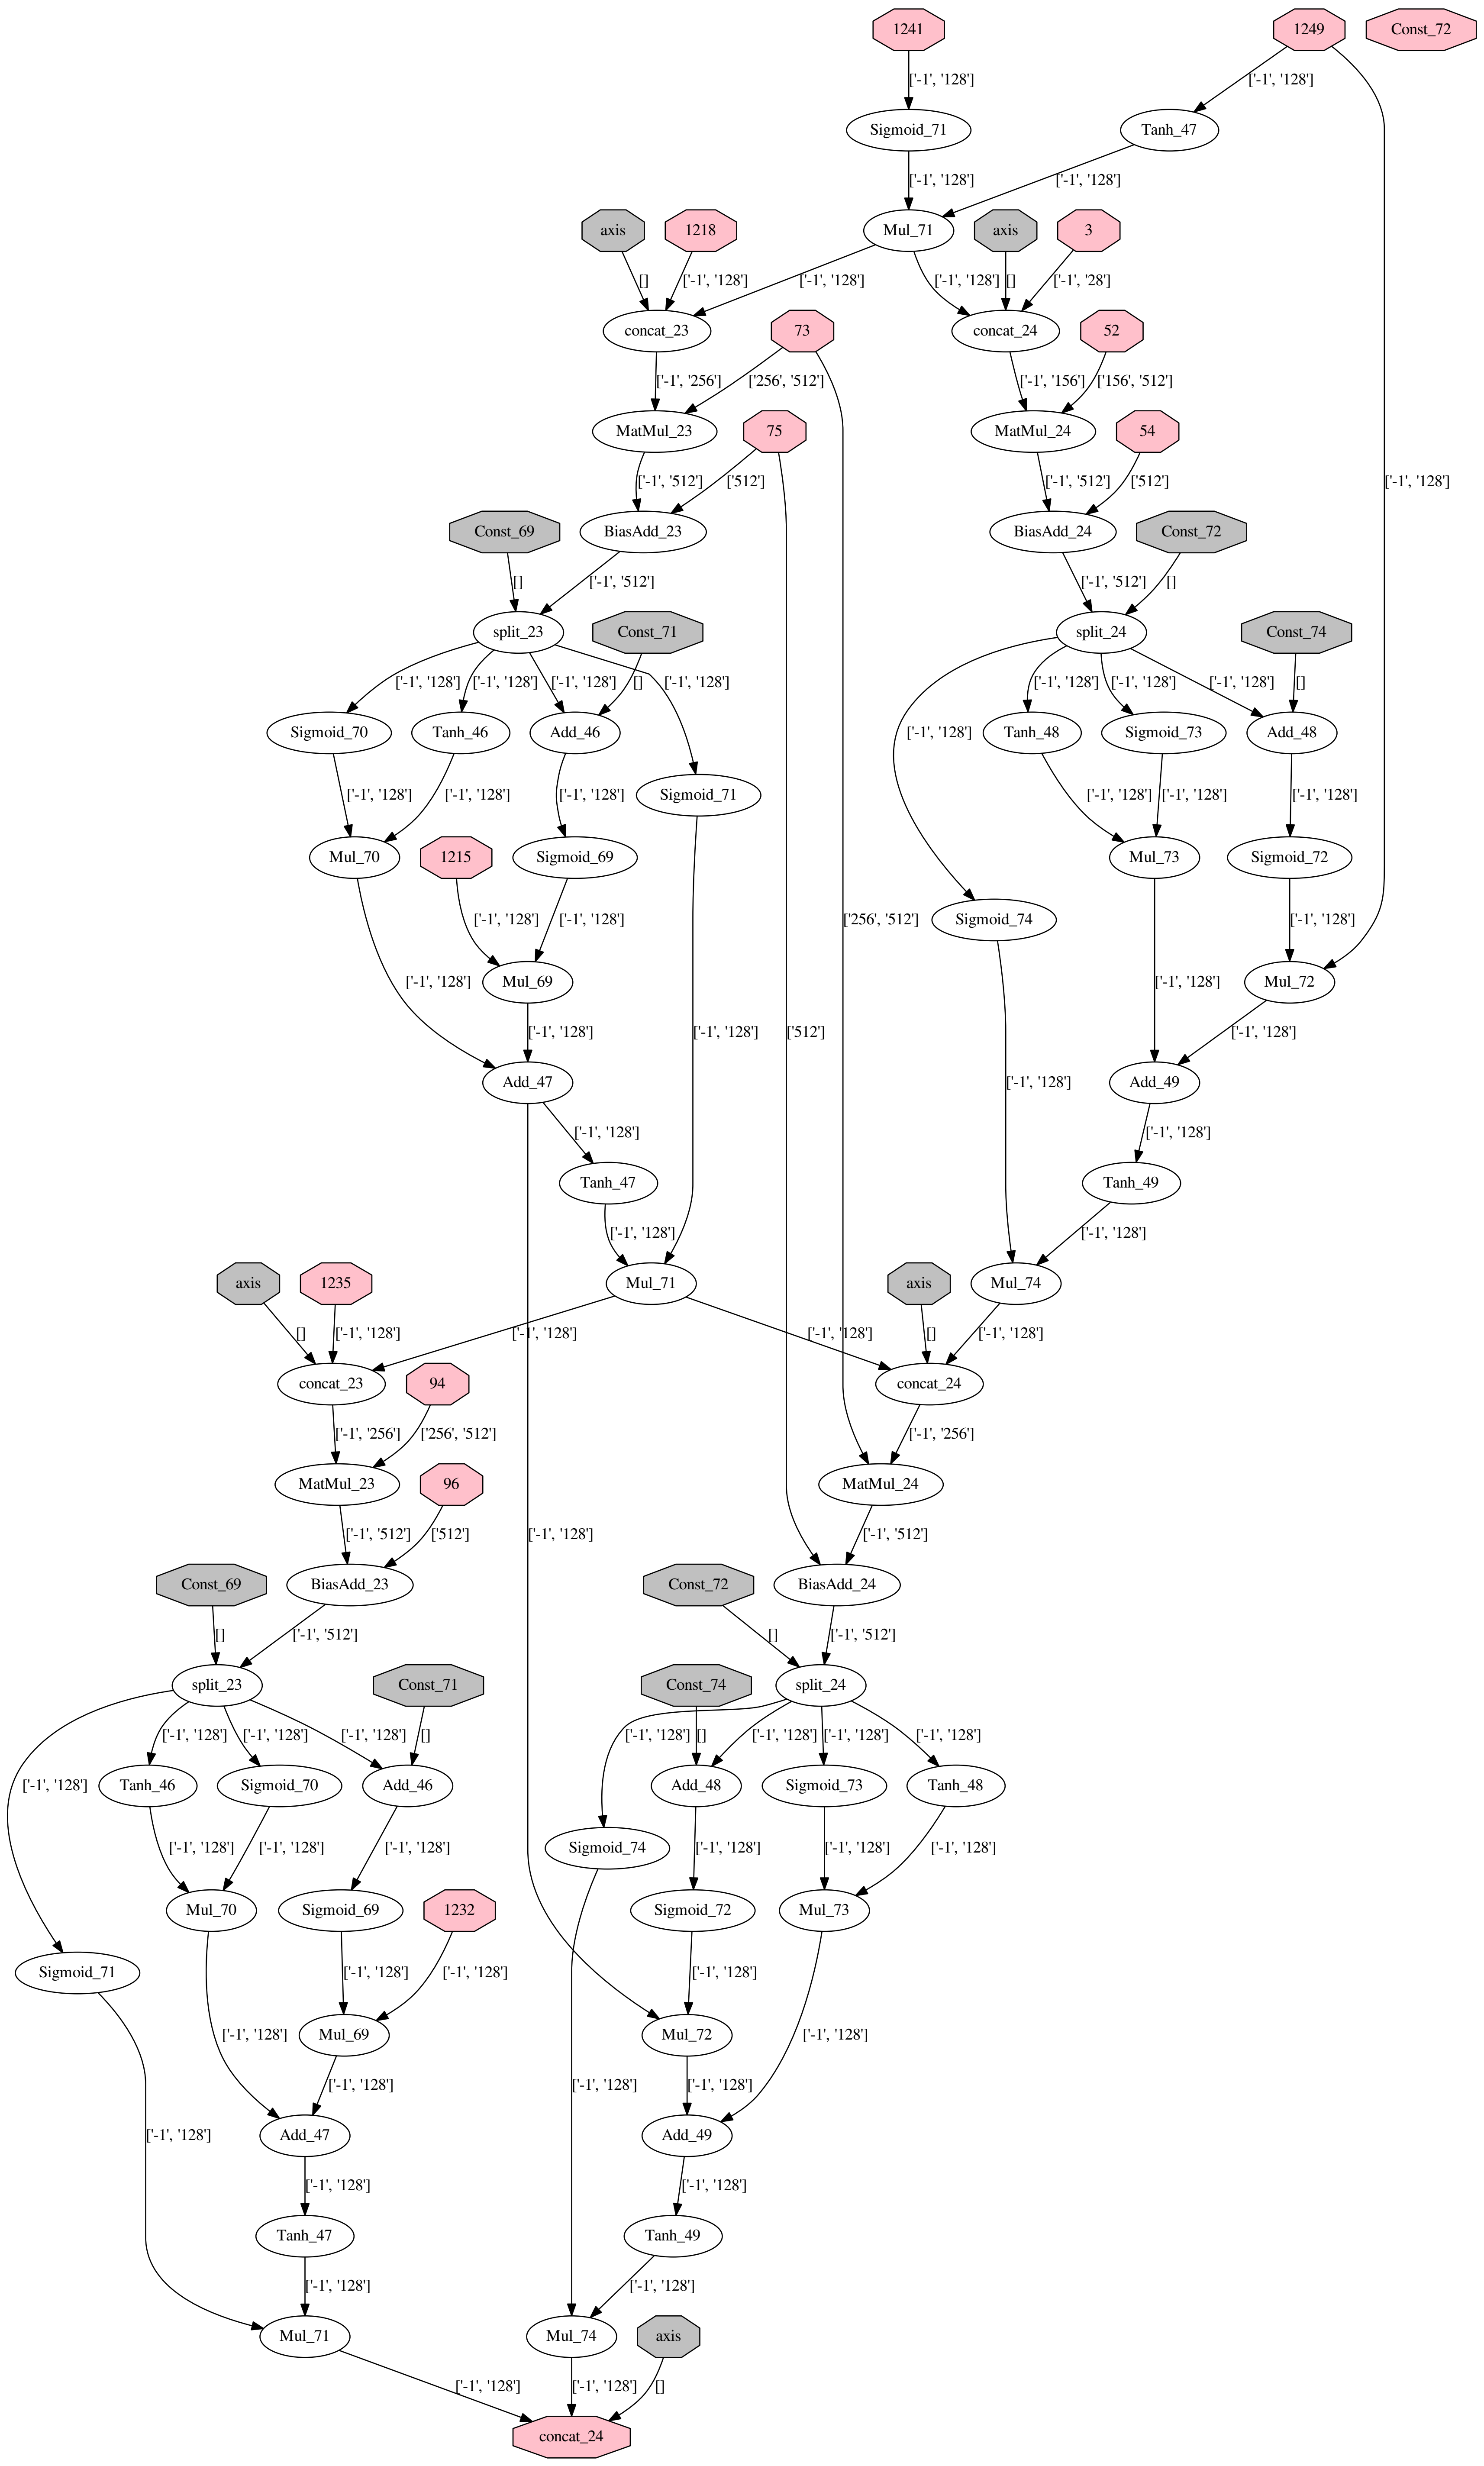 1241
1249
Const_72
['-1', '128']
['-1', '128']
Sigmoid_71
Tanh_47
['-1', '128']
['-1', '128']
axis
1218
Mul_71
axis
3
[]
['-1', '128']
['-1', '128']
['-1', '128']
[]
['-1', '28']
concat_23
73
concat_24
52
['-1', '256']
['256', '512']
['-1', '156']
['156', '512']
MatMul_23
75
MatMul_24
54
['-1', '512']
['512']
['-1', '512']
['512']
['-1', '128']
Const_69
BiasAdd_23
BiasAdd_24
Const_72
[]
['-1', '512']
['-1', '512']
[]
split_23
Const_71
split_24
Const_74
['-1', '128']
['-1', '128']
['-1', '128']
[]
['-1', '128']
['-1', '128']
['-1', '128']
['-1', '128']
[]
Sigmoid_70
Tanh_46
Add_46
['-1', '128']
Tanh_48
Sigmoid_73
Add_48
['-1', '128']
['-1', '128']
['-1', '128']
Sigmoid_71
['-1', '128']
['-1', '128']
['-1', '128']
Mul_70
1215
Sigmoid_69
Mul_73
Sigmoid_72
['-1', '128']
['-1', '128']
['256', '512']
Sigmoid_74
['-1', '128']
['-1', '128']
Mul_69
['-1', '128']
Mul_72
['-1', '128']
['-1', '128']
['512']
['-1', '128']
Add_47
['-1', '128']
Add_49
['-1', '128']
['-1', '128']
Tanh_47
Tanh_49
['-1', '128']
['-1', '128']
axis
1235
Mul_71
axis
Mul_74
[]
['-1', '128']
['-1', '128']
['-1', '128']
[]
['-1', '128']
concat_23
94
concat_24
['-1', '256']
['256', '512']
['-1', '256']
MatMul_23
96
MatMul_24
['-1', '512']
['512']
['-1', '128']
['-1', '512']
Const_69
BiasAdd_23
Const_72
BiasAdd_24
[]
['-1', '512']
[]
['-1', '512']
split_23
Const_71
Const_74
split_24
['-1', '128']
['-1', '128']
['-1', '128']
[]
['-1', '128']
[]
['-1', '128']
['-1', '128']
['-1', '128']
['-1', '128']
Tanh_46
Sigmoid_70
Add_46
Add_48
Sigmoid_73
Tanh_48
['-1', '128']
['-1', '128']
['-1', '128']
Sigmoid_74
['-1', '128']
['-1', '128']
['-1', '128']
Mul_70
Sigmoid_69
1232
Sigmoid_72
Mul_73
Sigmoid_71
['-1', '128']
['-1', '128']
['-1', '128']
['-1', '128']
Mul_69
Mul_72
['-1', '128']
['-1', '128']
['-1', '128']
['-1', '128']
['-1', '128']
Add_47
Add_49
['-1', '128']
['-1', '128']
['-1', '128']
Tanh_47
Tanh_49
['-1', '128']
['-1', '128']
Mul_71
Mul_74
axis
['-1', '128']
['-1', '128']
[]
concat_24